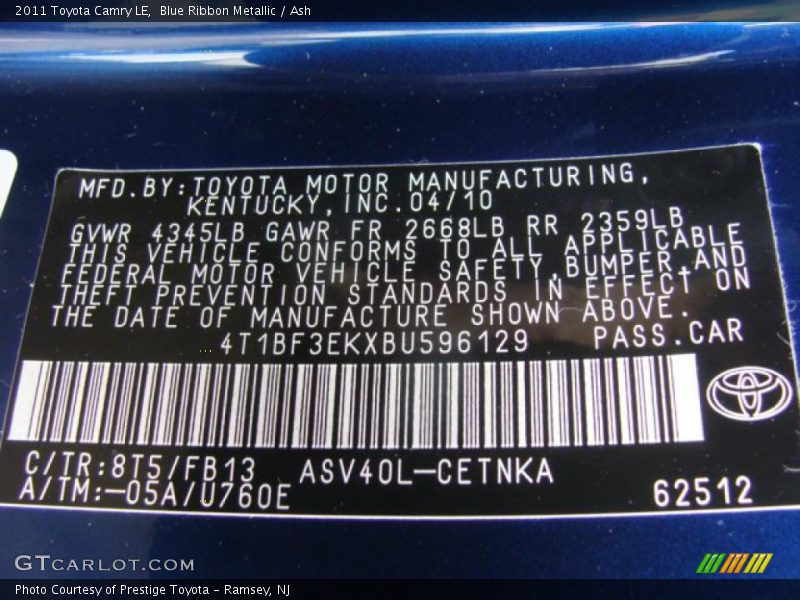 2011 Toyota Camry LE,  Blue Ribbon Metallic / Ash
MFD.BY:TOYOTA MOTOR MANUFACTURING,
KENTUCKY,INC.04/10
GVWR 4345LB GAWR FR 2668LB RR 2359LB
THIS VEHICLE CONFORMS TO ALL APPLICABLE
FEDERAL MOTOR VEHICLE SAFETY,BUMPER,AND
THEFT PREVENTION STANDARDS IN EFFECT ON
THE DATE OF MANUFACTURE SHOWN ABOVE.
4T1BF3EKXBU596129 PASS.CAR
C/TR:8T5/FB13 ASV40L-CETNKA
A/TM:-05A/U760E 62512
GTCARLOT.COM
Photo Courtesy of Prestige Toyota - Ramsey, NJ